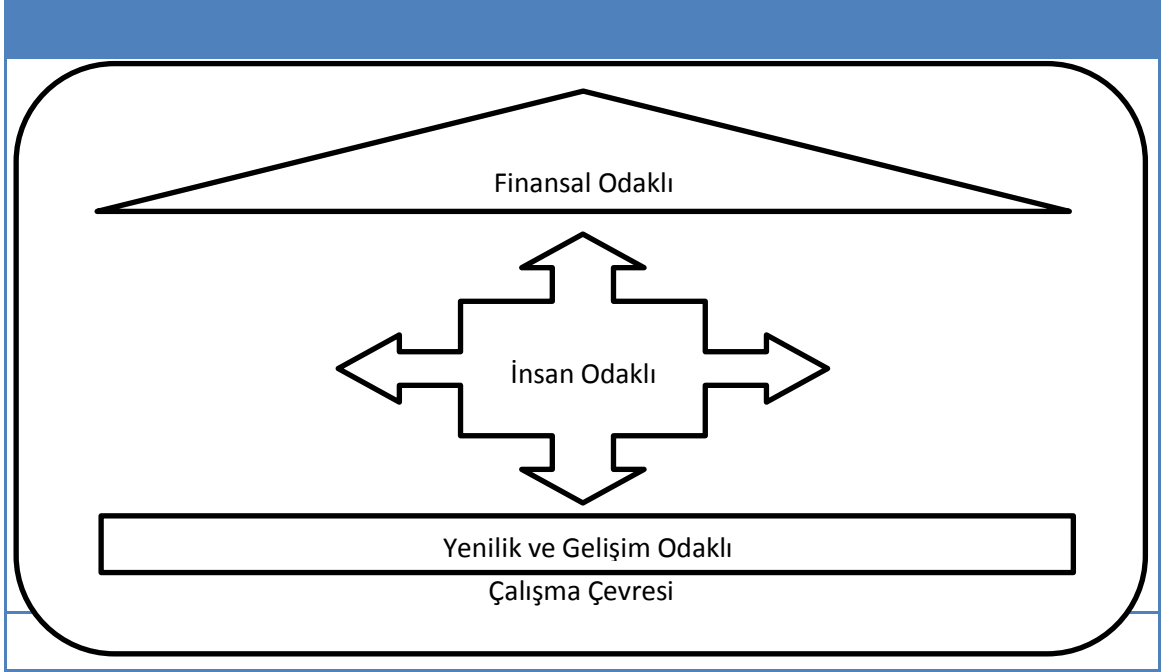 Finansal Odaklı
İnsan Odaklı
Yenilik ve Gelişim Odaklı
Çalışma Çevresi